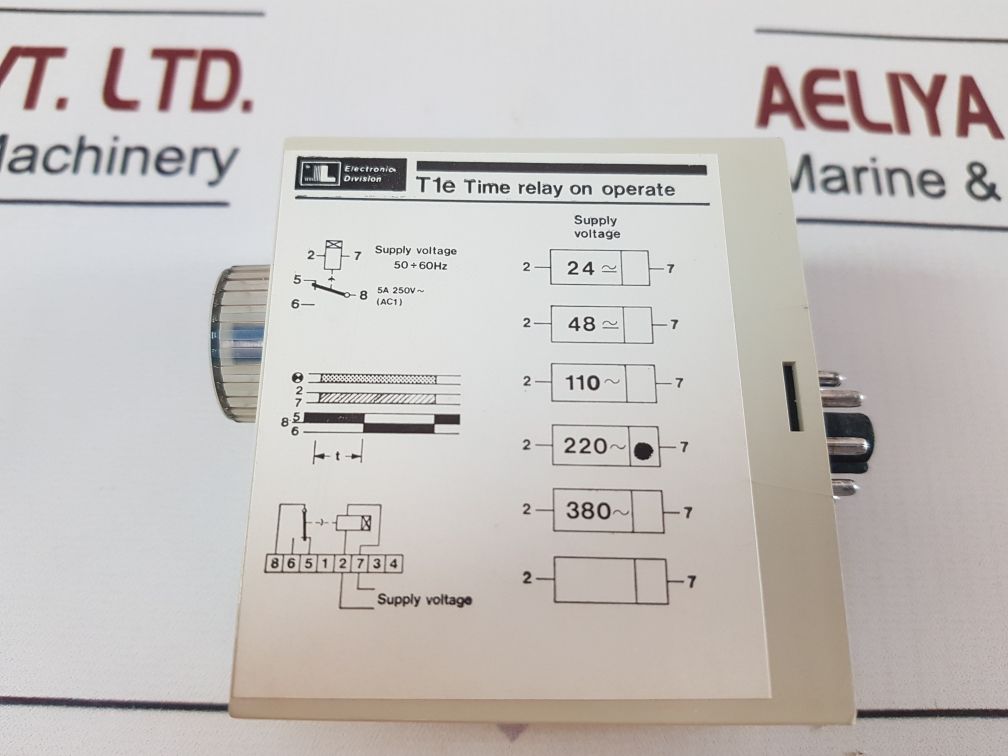 YT. LTD.
Machinery
AELIYA
Marine &
Electronic
Division
T1e Time relay on operate
2 7 Supply voltage
50÷60Hz
5 8 5A 250V~
(AC1)
6
2
7
8 5
6
t
8 6 5 1 2 7 3 4
Supply voltage
Supply
voltage
2 24 ≃ 7
2 48 ≃ 7
2 110 ~ 7
2 220~ 7
2 380~ 7
2 7